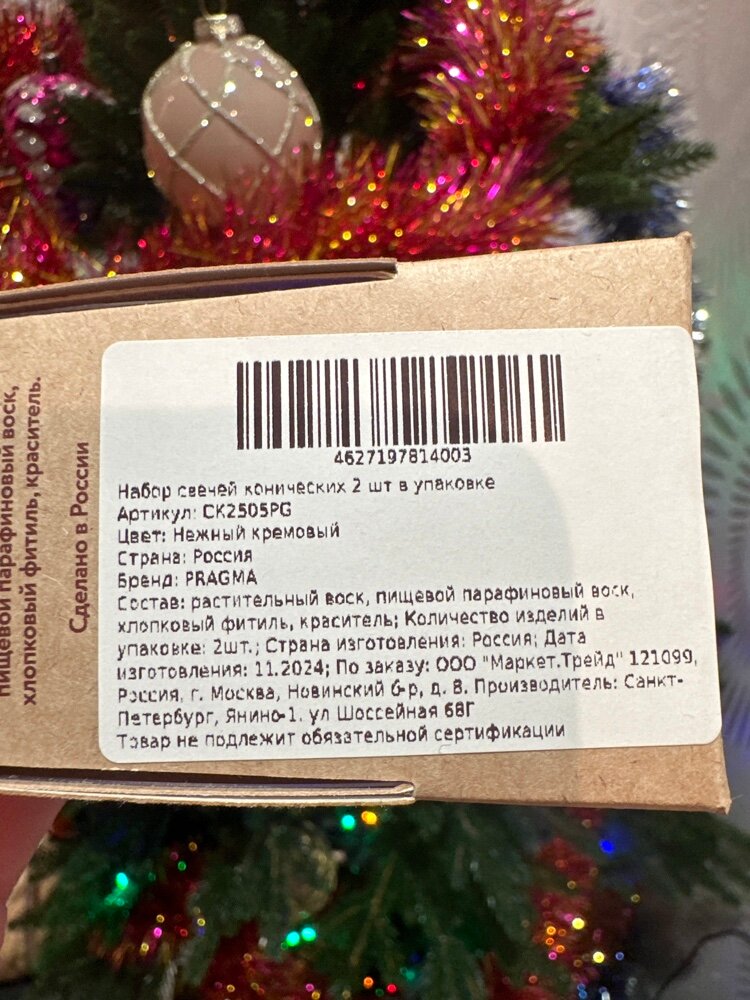 4627197814003
Набор свечей конических 2 шт в упаковке
Артикул: CK2505PG
Цвет: Нежный кремовый
Страна: Россия
Бренд: PRAGMA
Состав: растительный воск, пищевой парафиновый воск,
хлопковый фитиль, краситель; Количество изделий в
упаковке: 2шт.; Страна изготовления: Россия; Дата
изготовления: 11.2024; По заказу: ООО "Маркет.Трейд" 121099,
Россия, г. Москва, Новинский б-р, д. 8. Производитель: Санкт-
Петербург, Янино-1. ул Шоссейная 68Г
Товар не подлежит обязательной сертификации
пищевой парафиновый воск,
хлопковый фитиль, краситель.
Сделано в России